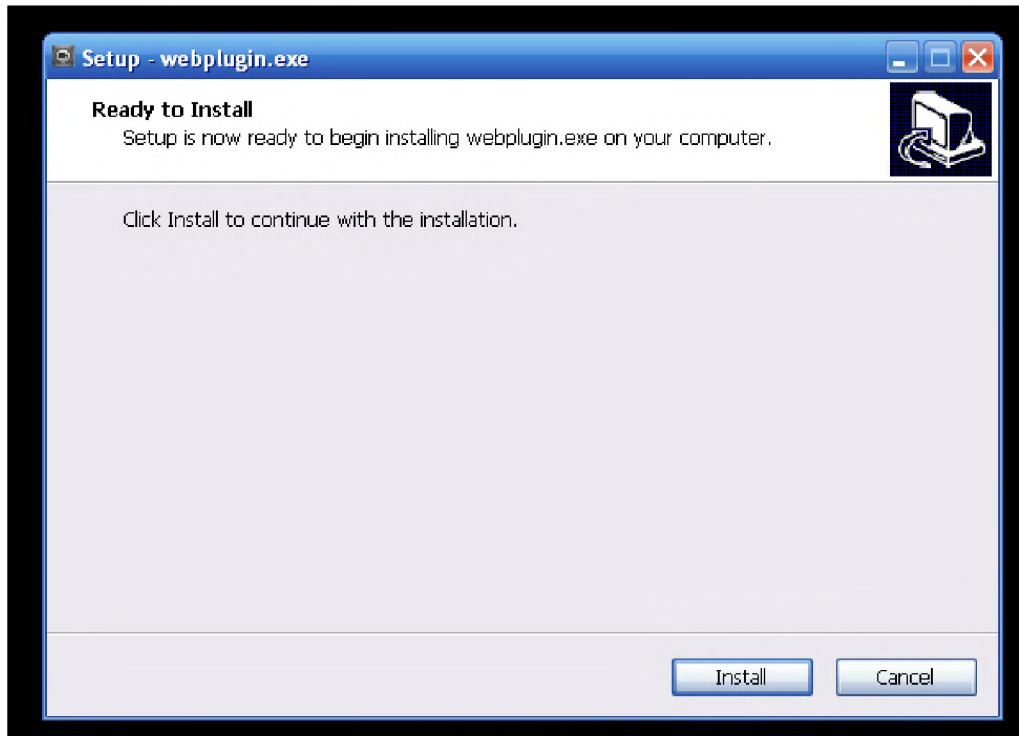 Setup - webplugin.exe
Ready to Install
Setup is now ready to begin installing webplugin.exe on your computer.
Click Install to continue with the installation.
Install
Cancel